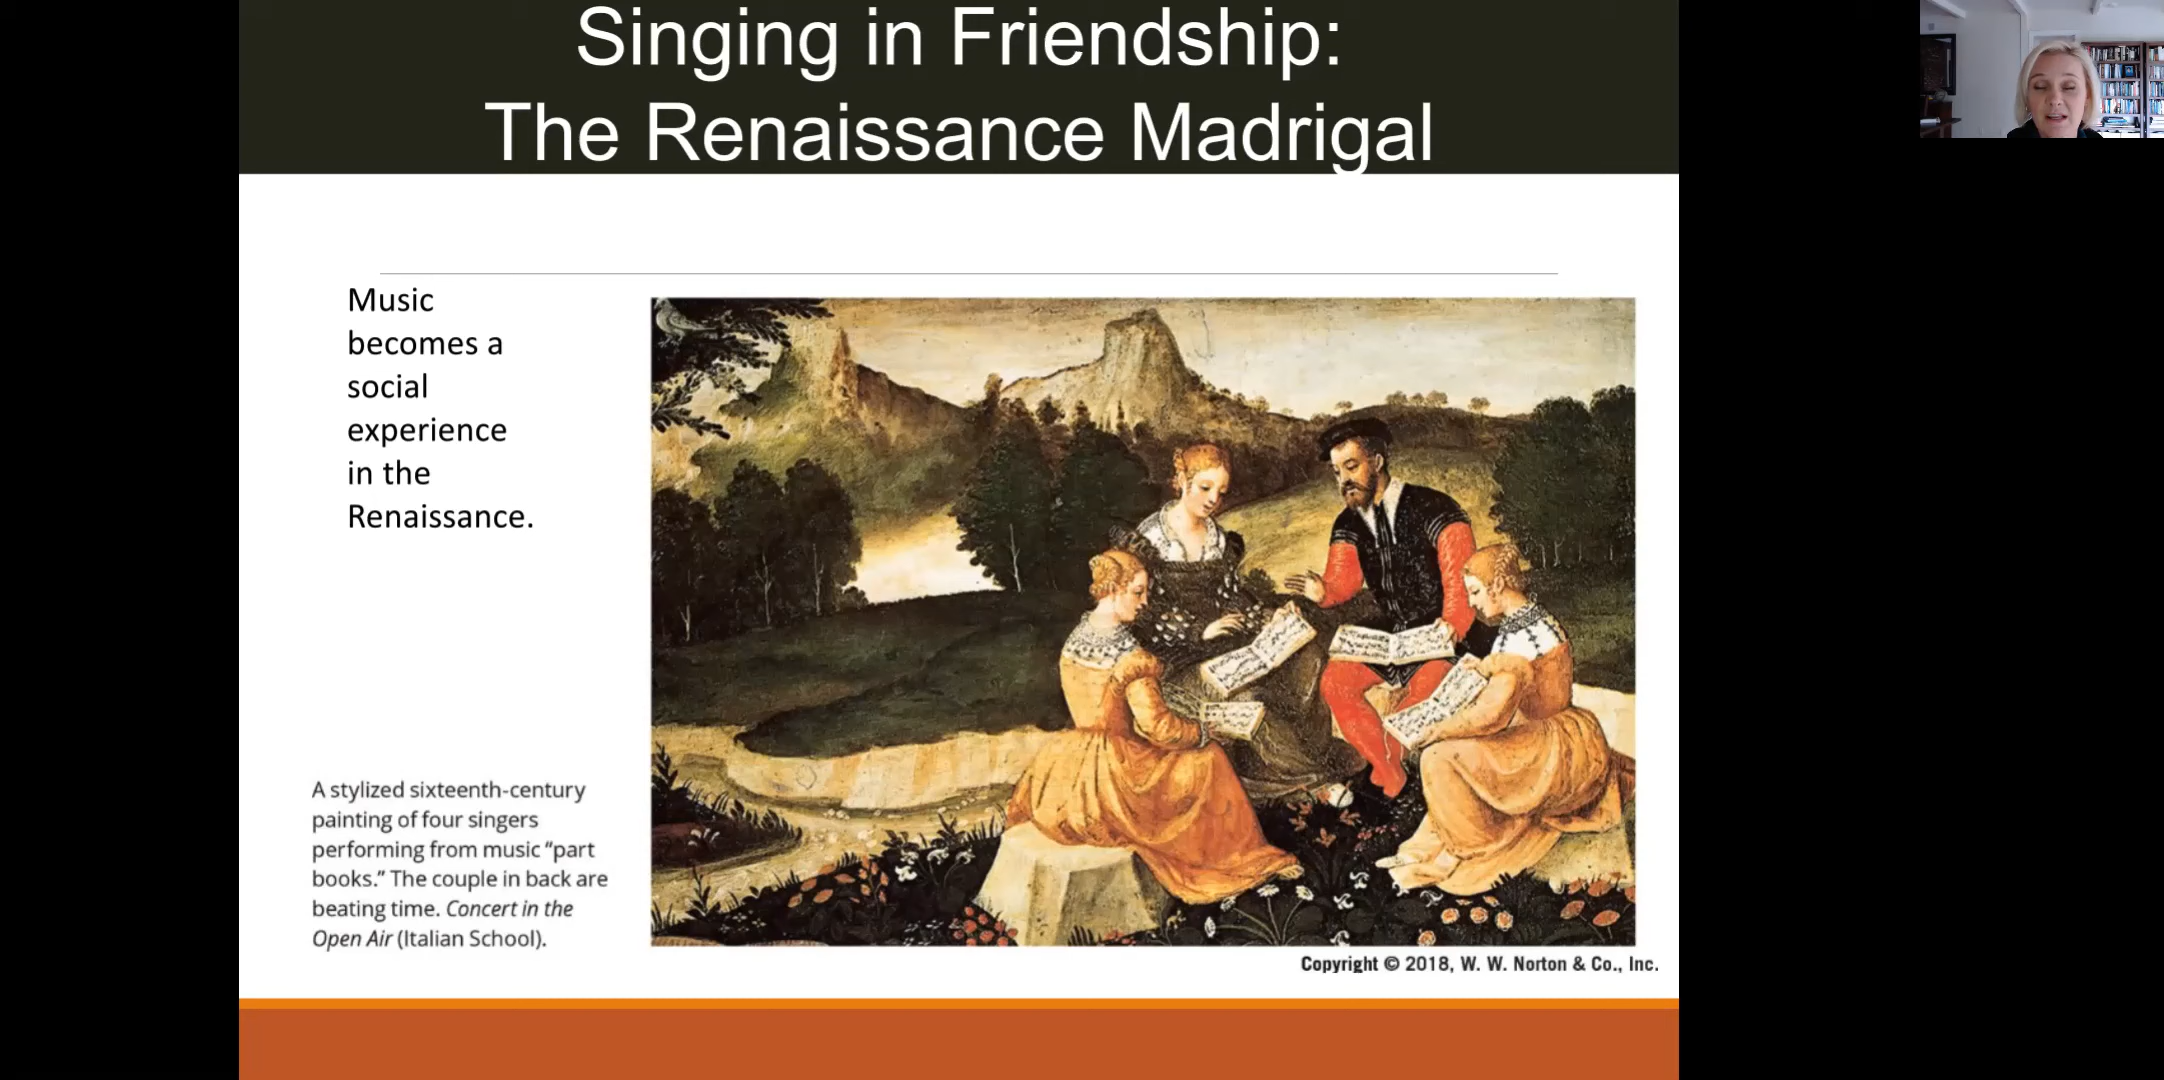 Singing in Friendship:
The Renaissance Madrigal
Music
becomes a
social
experience
in the
Renaissance.
A stylized sixteenth-century
painting of four singers
performing from music “part
books.” The couple in back are
beating time. Concert in the
Open Air (Italian School).
Copyright © 2018, W. W. Norton & Co., Inc.